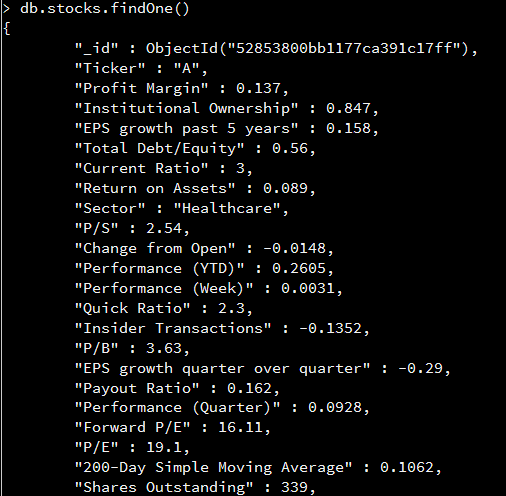 > db.stocks.findOne()
{
"_id" : ObjectId("52853800bb1177ca391c17ff"),
"Ticker" : "A",
"Profit Margin" : 0.137,
"Institutional Ownership" : 0.847,
"EPS growth past 5 years" : 0.158,
"Total Debt/Equity" : 0.56,
"Current Ratio" : 3,
"Return on Assets" : 0.089,
"Sector" : "Healthcare",
"P/S" : 2.54,
"Change from Open" : -0.0148,
"Performance (YTD)" : 0.2605,
"Performance (Week)" : 0.0031,
"Quick Ratio" : 2.3,
"Insider Transactions" : -0.1352,
"P/B" : 3.63,
"EPS growth quarter over quarter" : -0.29,
"Payout Ratio" : 0.162,
"Performance (Quarter)" : 0.0928,
"Forward P/E" : 16.11,
"P/E" : 19.1,
"200-Day Simple Moving Average" : 0.1062,
"Shares Outstanding" : 339,